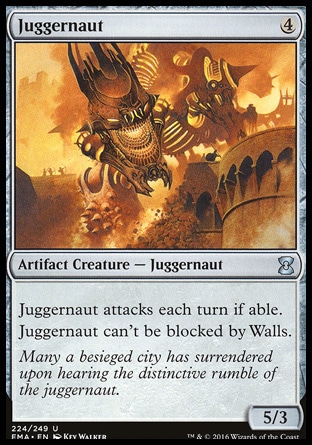 Juggernaut 4
Artifact Creature — Juggernaut
Juggernaut attacks each turn if able.
Juggernaut can't be blocked by Walls.
Many a besieged city has surrendered
upon hearing the distinctive rumble of
the juggernaut.
5/3
224/249 U
EMA • EN Kev Walker
™ & © 2016 Wizards of the Coast